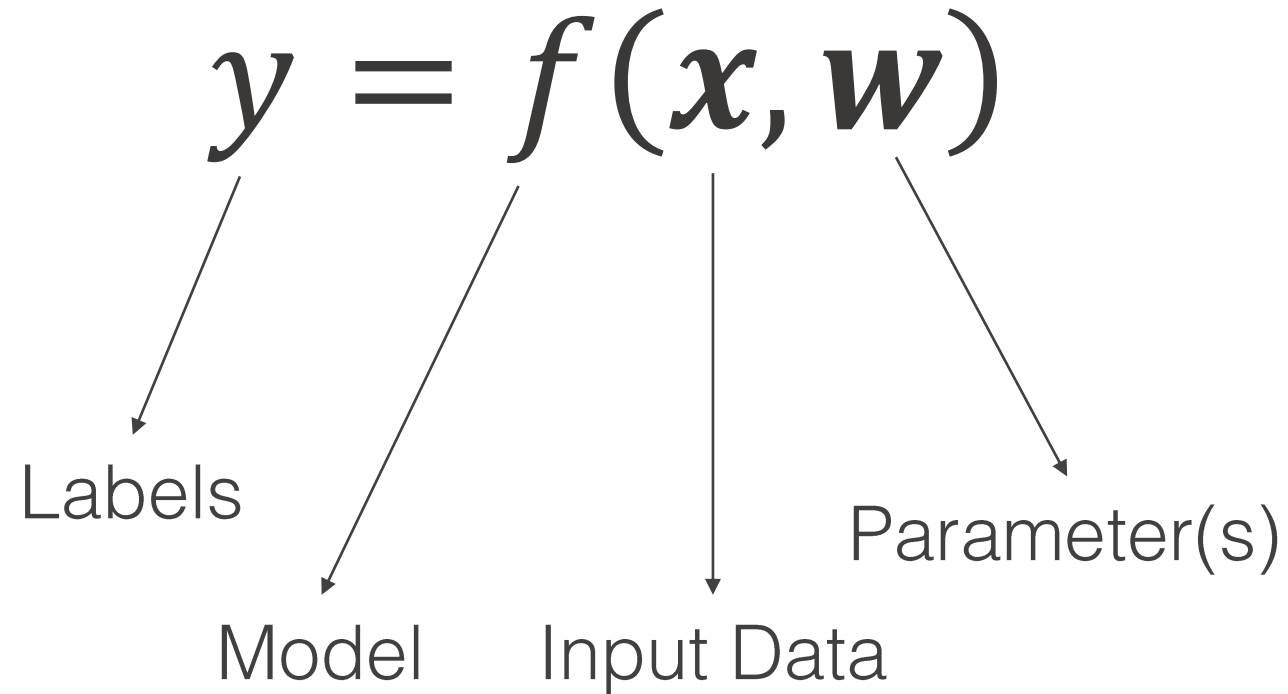 y = f(x, w)
Labels
Parameter(s)
Model
Input Data